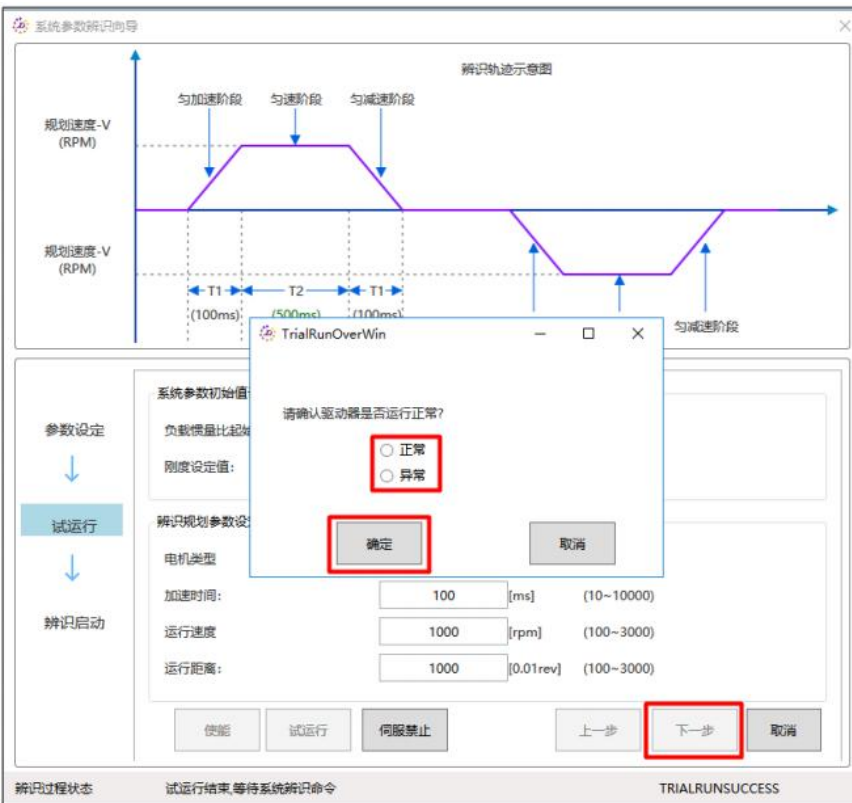 系统参数辨识向导
辨识轨迹示意图
匀加速阶段 匀速阶段 匀减速阶段
规划速度-V
(RPM)
规划速度-V
(RPM)
T1 T2 T1
(100ms) (500ms) (100ms)
匀减速阶段
TrialRunOverWin
请确认驱动器是否运行正常?
正常
异常
确定 取消
参数设定
试运行
辨识启动
系统参数初始值
负载惯量比起始
刚度设定值:
辨识规划参数设
电机类型
加速时间: 100 [ms] (10~10000)
运行速度 1000 [rpm] (100~3000)
运行距离: 1000 [0.01rev] (100~3000)
使能 试运行 伺服禁止 上一步 下一步 取消
辨识过程状态 试运行结束,等待系统辨识命令 TRIALRUNSUCCESS